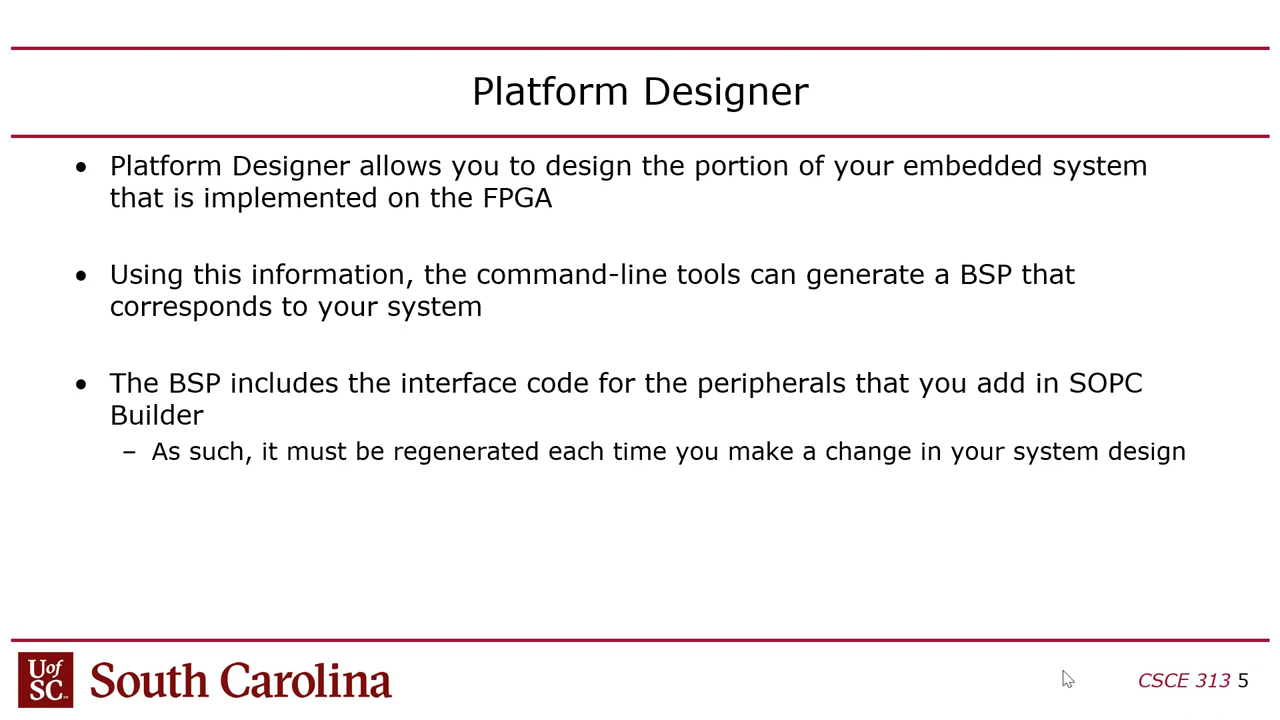 Platform Designer
• Platform Designer allows you to design the portion of your embedded system
that is implemented on the FPGA
• Using this information, the command-line tools can generate a BSP that
corresponds to your system
• The BSP includes the interface code for the peripherals that you add in SOPC
Builder
– As such, it must be regenerated each time you make a change in your system design
UofSC™ South Carolina
CSCE 313 5